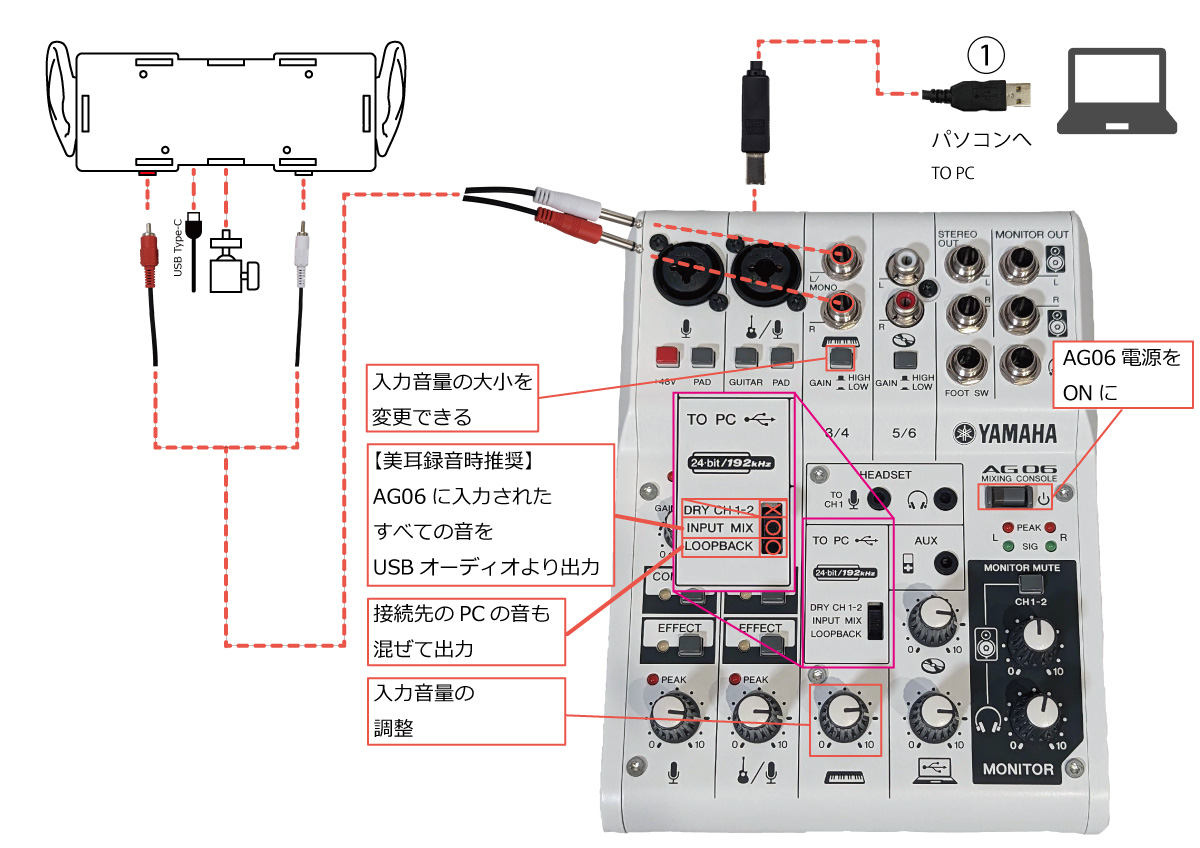 ①
パソコンヘ
TO PC
USB Type-C
STEREO
OUT
MONITOR OUT
L
L
R
R
L/
MONO
R
L
R
+48V
PAD
GUITAR
PAD
GAIN
HIGH
LOW
GAIN
HIGH
LOW
FOOT SW
AG06 電源を
ONに
入力音量の大小を
変更できる
3/4
5/6
YAMAHA
AG06
MIXING CONSOLE
TO PC
24-bit/192kHz
DRY CH 1-2
INPUT MIX
LOOPBACK
【美耳録音時推奨】
AG06 に入力された
すべての音を
USB オーディオより出力
HEADSET
TO
CH1
PEAK
L
R
SIG
TO PC
24-bit/192kHz
DRY CH 1-2
INPUT MIX
LOOPBACK
AUX
MONITOR MUTE
CH1-2
接続先の PC の音も
混ぜて出力
EFFECT
EFFECT
0
10
0
10
入力音量の
調整
PEAK
PEAK
0
10
0
10
0
10
0
10
0
10
MONITOR